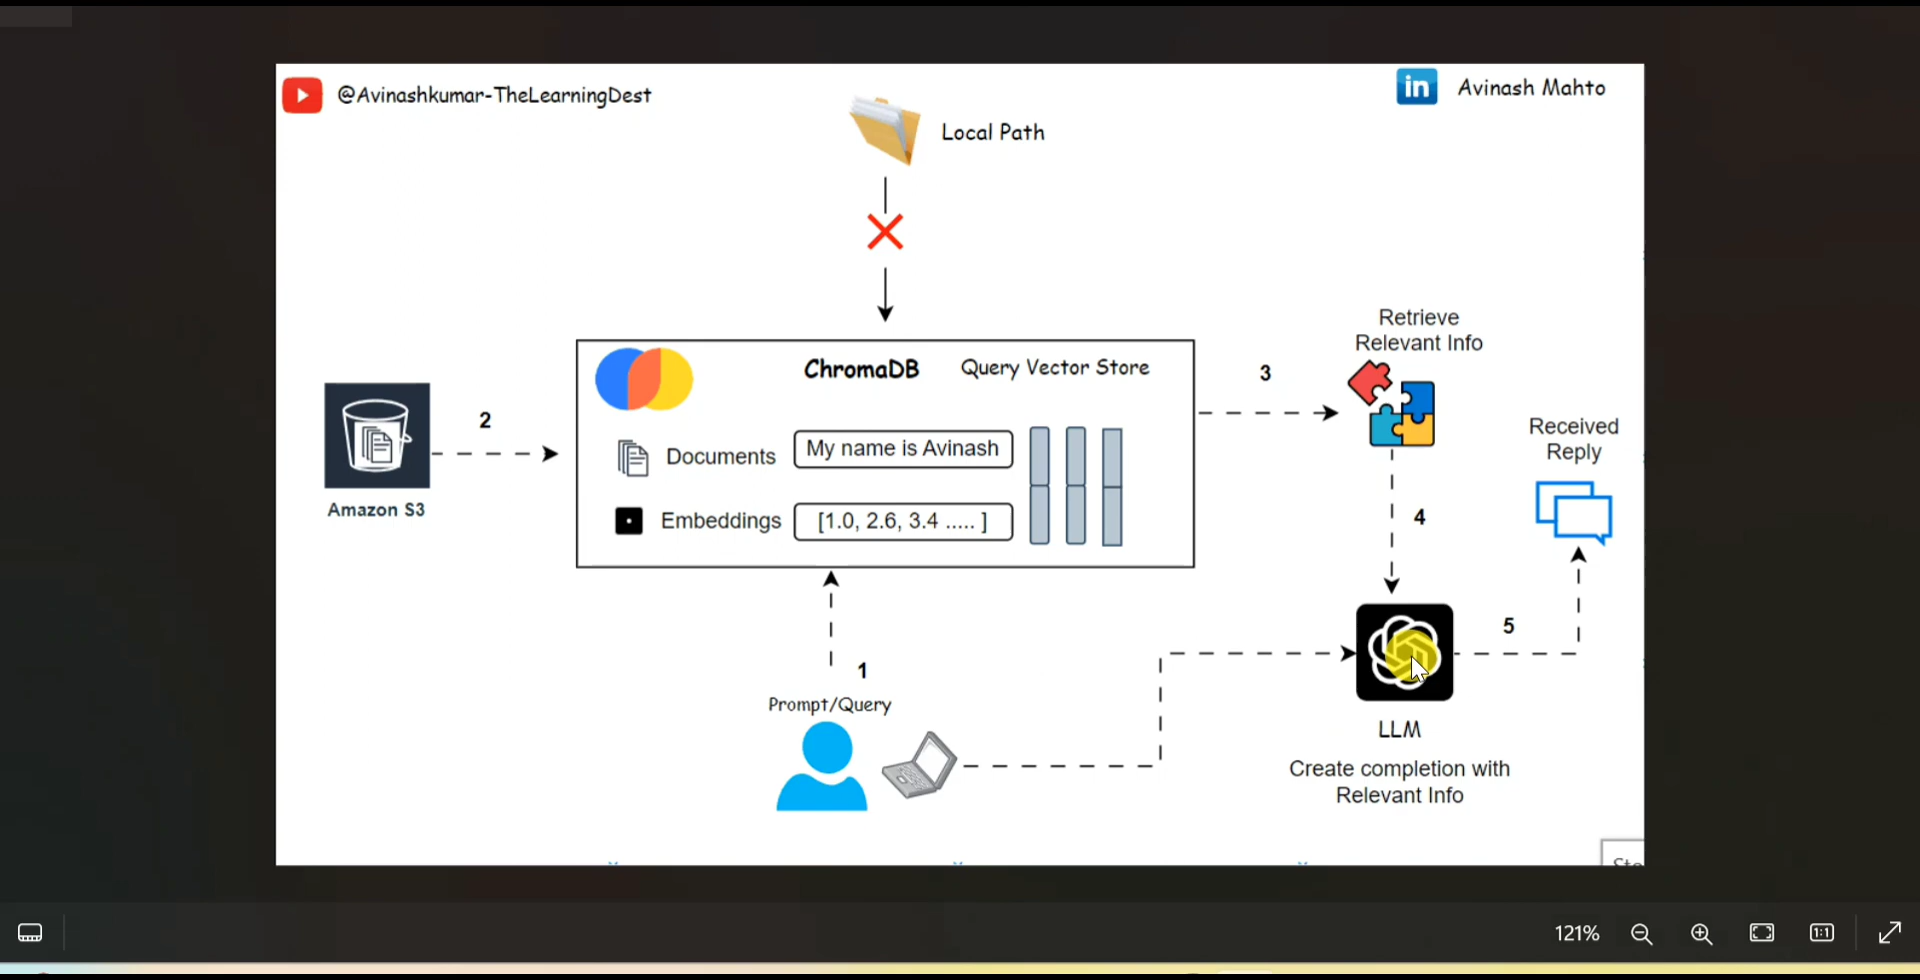 @Avinashkumar-TheLearningDest
Avinash Mahto
Local Path
Retrieve
Relevant Info
ChromaDB
Query Vector Store
3
2
Received
Reply
Documents
My name is Avinash
Amazon S3
Embeddings
[1.0, 2.6, 3.4 ..... ]
4
5
1
Prompt/Query
LLM
Create completion with
Relevant Info
121%